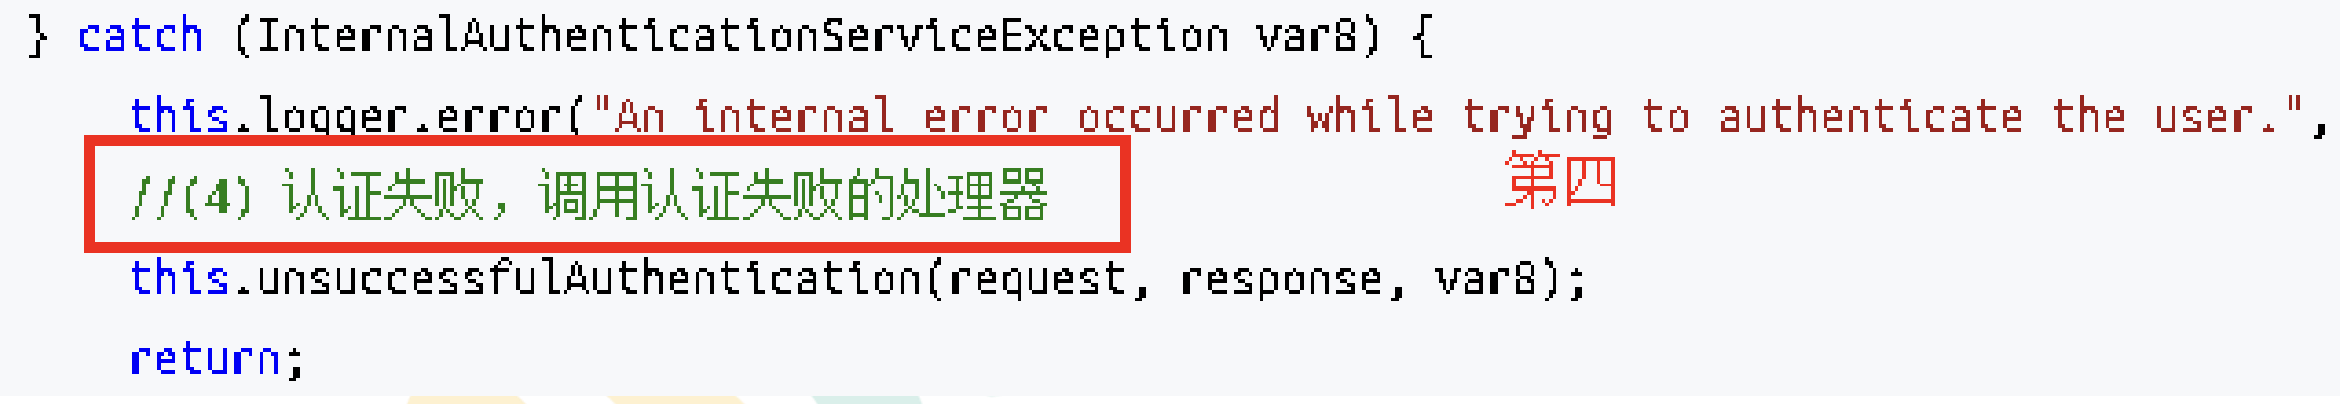 } catch (InternalAuthenticationServiceException var8) {
this.logger.error("An internal error occurred while trying to authenticate the user.",
//(4) 认证失败，调用认证失败的处理器
第四
this.unsuccessfulAuthentication(request, response, var8);
return;